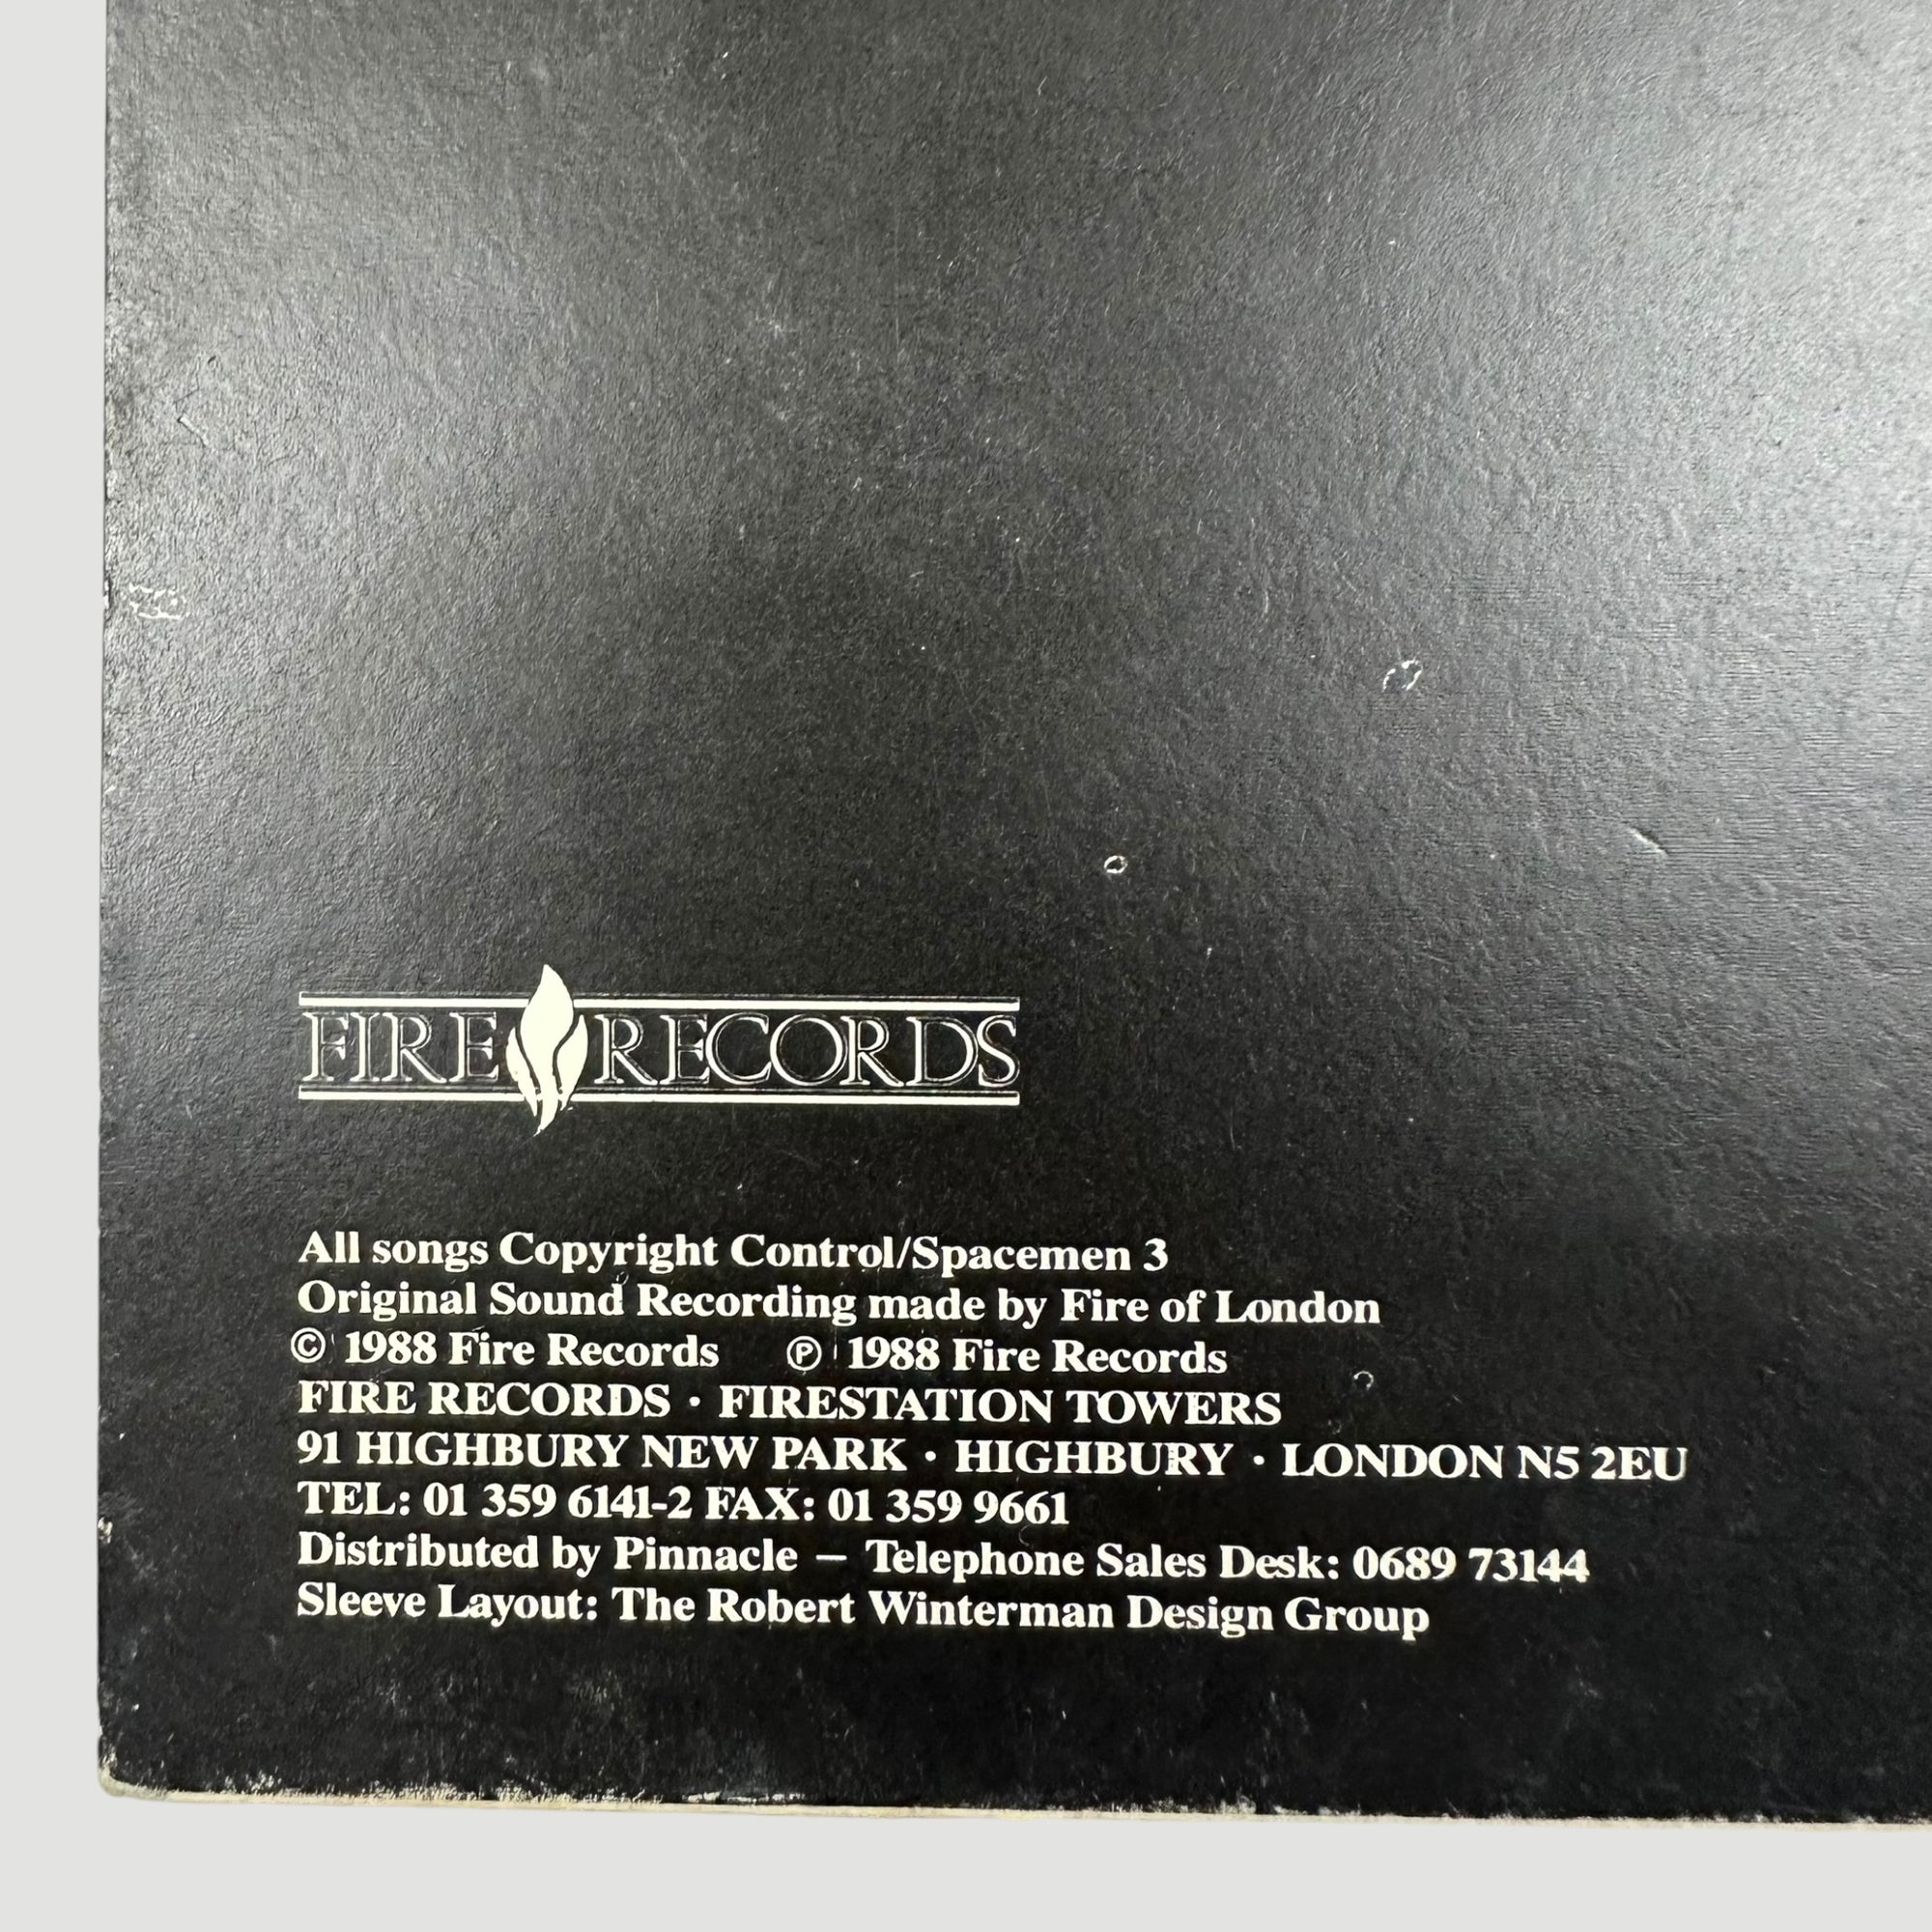 FIRE RECORDS
All songs Copyright Control/Spacemen 3
Original Sound Recording made by Fire of London
© 1988 Fire Records ℗ 1988 Fire Records
FIRE RECORDS · FIRESTATION TOWERS
91 HIGHBURY NEW PARK · HIGHBURY · LONDON N5 2EU
TEL: 01 359 6141-2 FAX: 01 359 9661
Distributed by Pinnacle — Telephone Sales Desk: 0689 73144
Sleeve Layout: The Robert Winterman Design Group